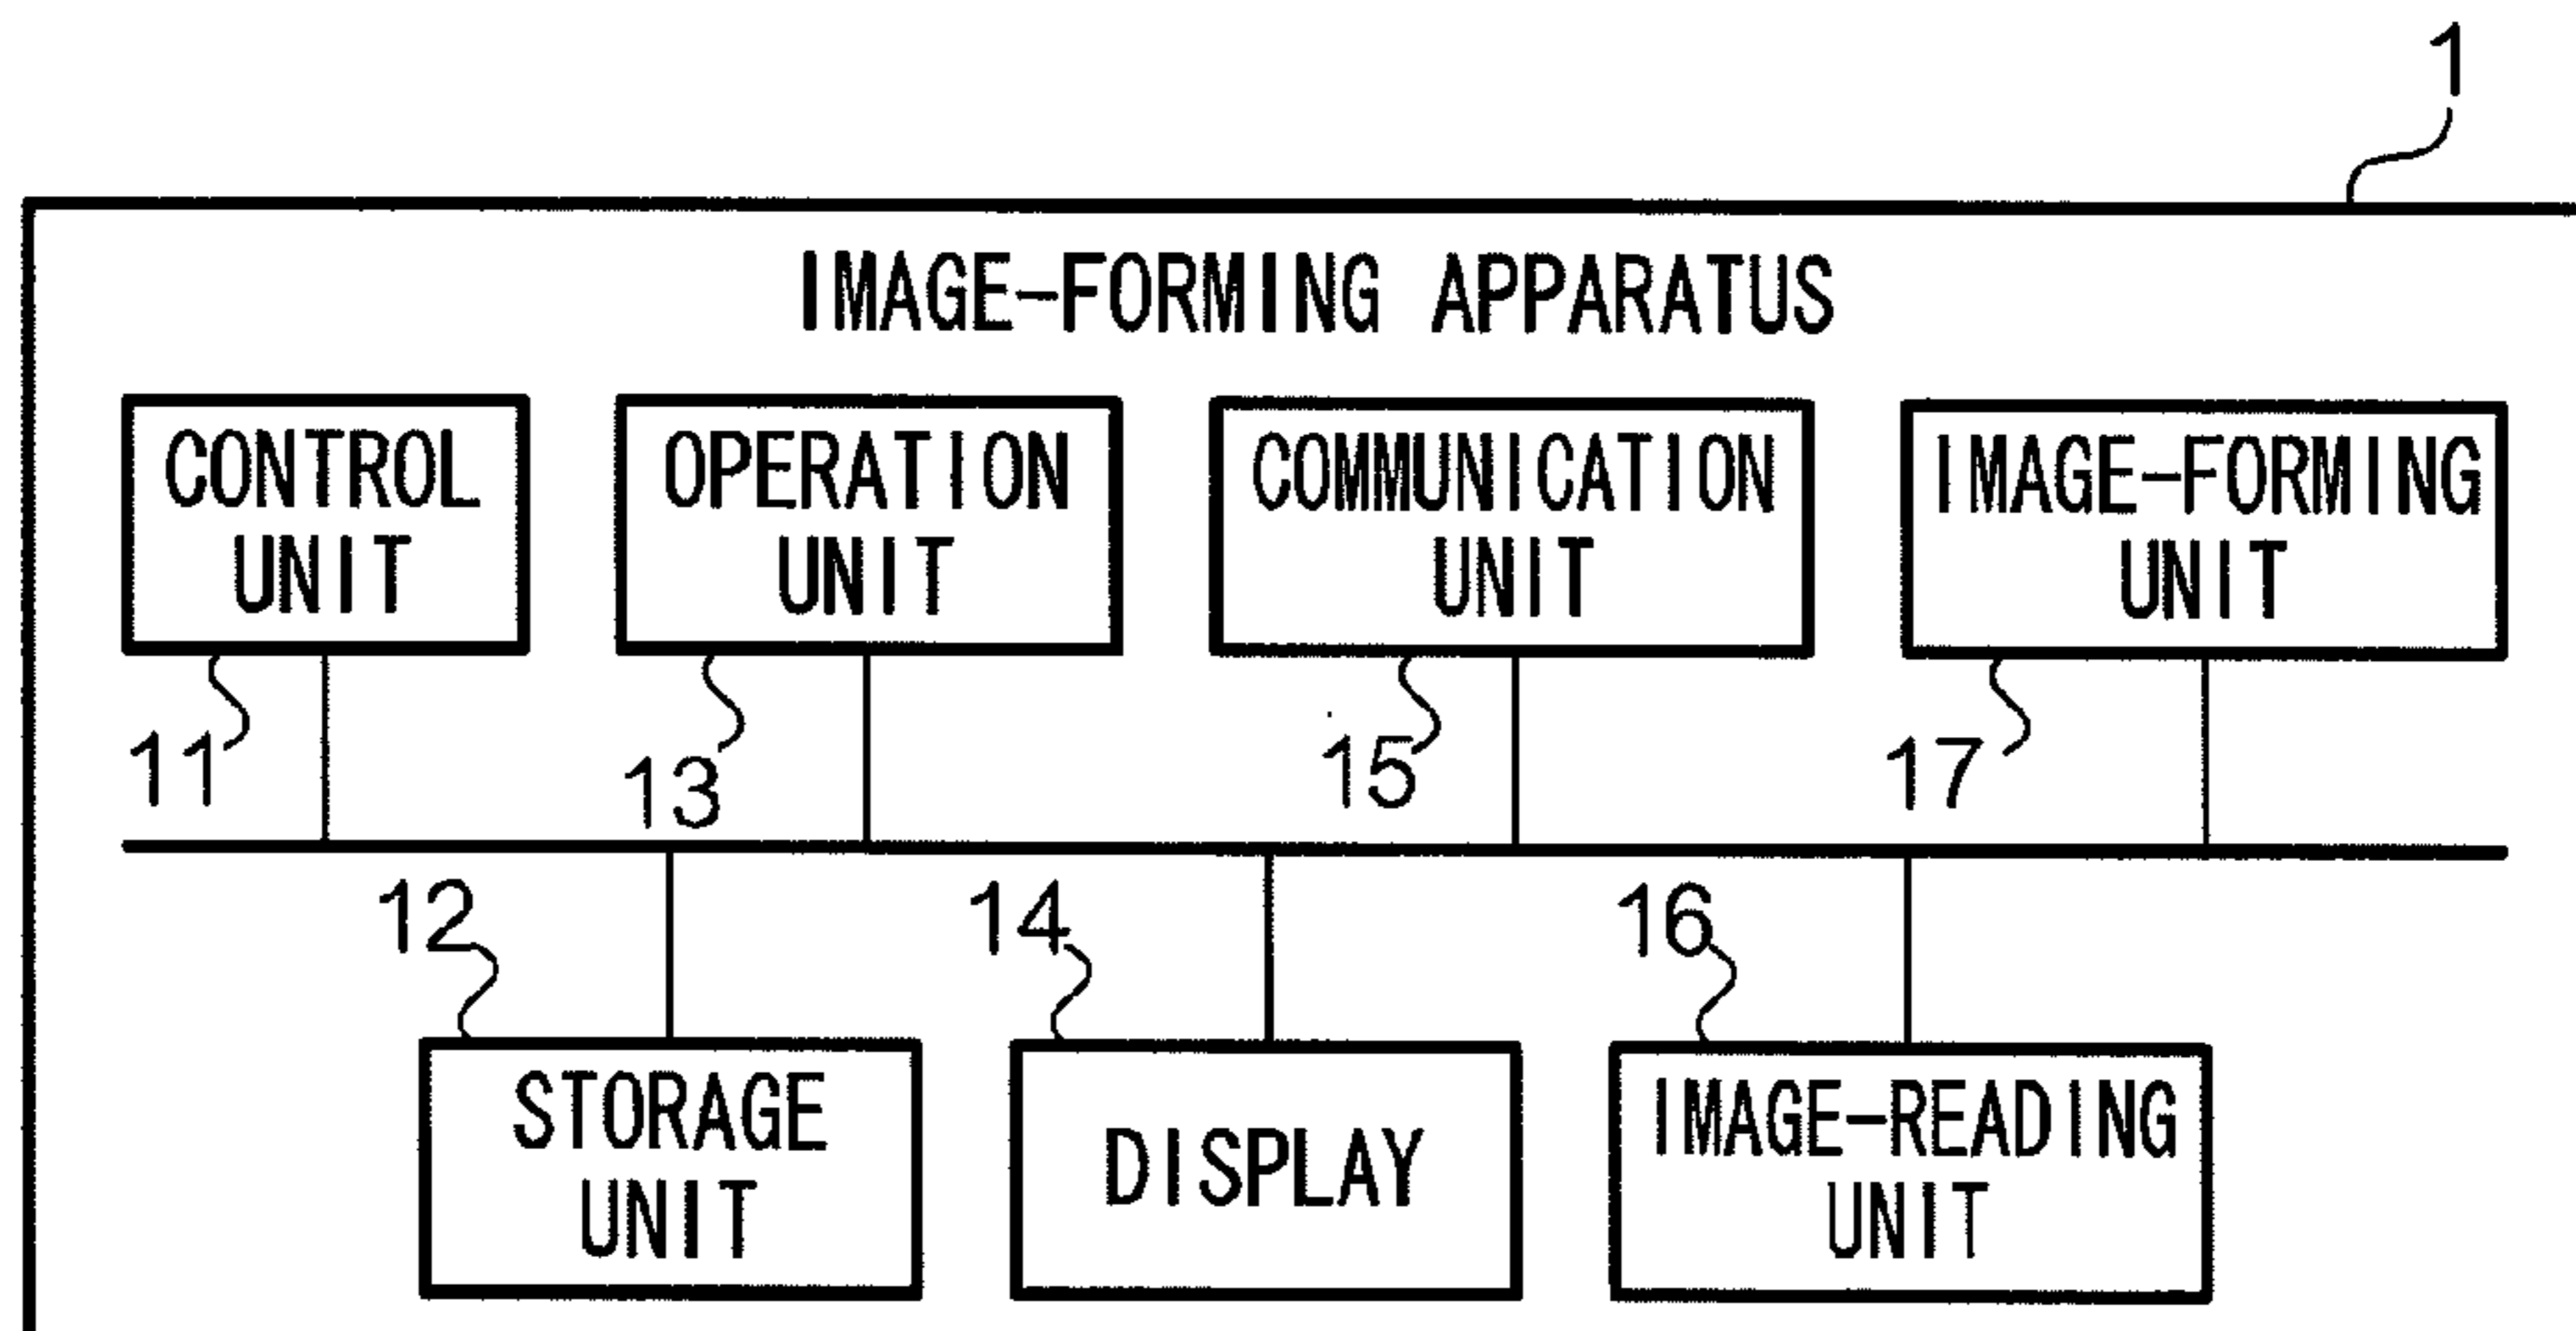 1
IMAGE-FORMING APPARATUS
CONTROL
UNIT
OPERATION
UNIT
COMMUNICATION
UNIT
IMAGE-FORMING
UNIT
11
13
15
17
12
14
16
STORAGE
UNIT
DISPLAY
IMAGE-READING
UNIT